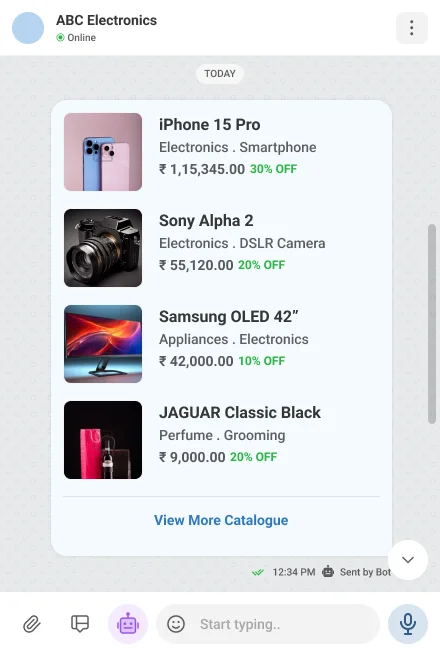 ABC Electronics
Online
TODAY
iPhone 15 Pro
Electronics . Smartphone
₹ 1,15,345.00 30% OFF
Sony Alpha 2
Electronics . DSLR Camera
₹ 55,120.00 20% OFF
Samsung OLED 42”
Appliances . Electronics
₹ 42,000.00 10% OFF
JAGUAR Classic Black
Perfume . Grooming
₹ 9,000.00 20% OFF
View More Catalogue
12:34 PM Sent by Bot
Start typing..